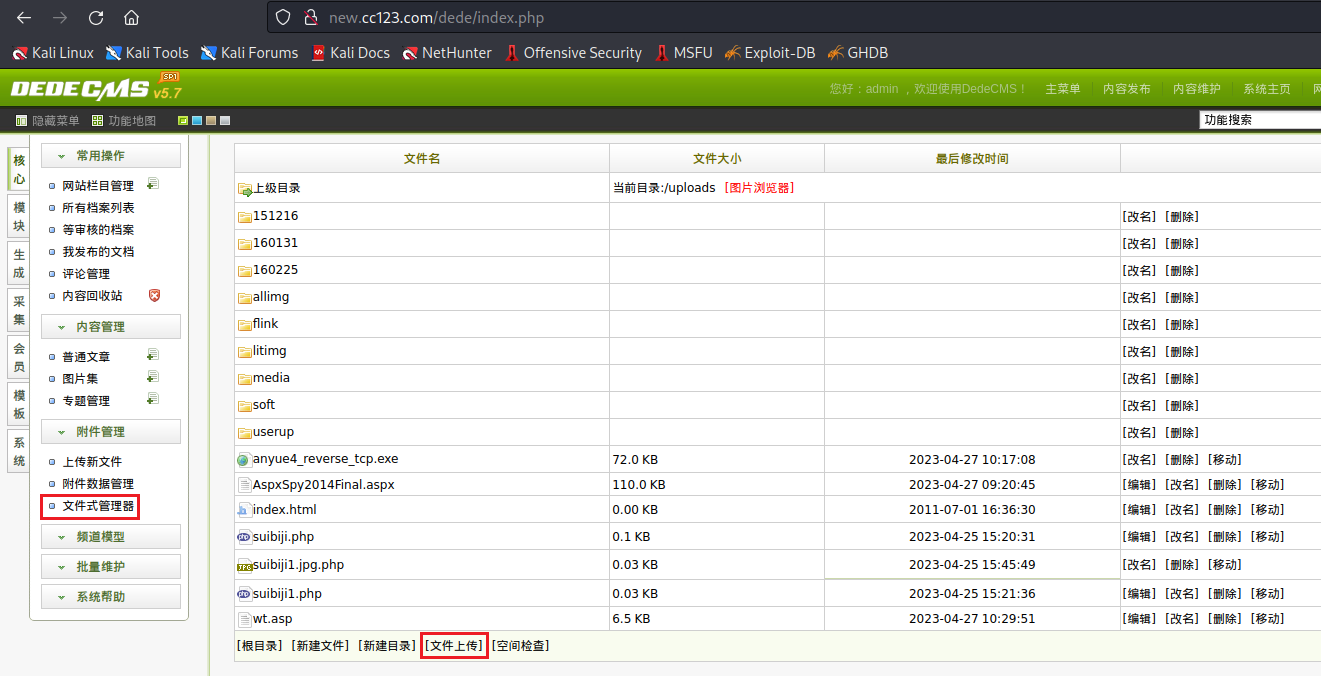 new.cc123.com/dede/index.php
Kali Linux Kali Tools Kali Forums Kali Docs NetHunter Offensive Security MSFU Exploit-DB GHDB
DEDECMS v5.7 SP1
您好：admin ，欢迎使用DedeCMS！ 主菜单 内容发布 内容维护 系统主页
隐藏菜单 功能地图 功能搜索
核心
模块
生成
采集
会员
模板
系统
常用操作
网站栏目管理
所有档案列表
等审核的档案
我发布的文档
评论管理
内容回收站
内容管理
普通文章
图片集
专题管理
附件管理
上传新文件
附件数据管理
文件式管理器
频道模型
批量维护
系统帮助
文件名 文件大小 最后修改时间
上级目录 当前目录:/uploads [图片浏览器]
151216 [改名] [删除]
160131 [改名] [删除]
160225 [改名] [删除]
allimg [改名] [删除]
flink [改名] [删除]
litimg [改名] [删除]
media [改名] [删除]
soft [改名] [删除]
userup [改名] [删除]
anyue4_reverse_tcp.exe 72.0 KB 2023-04-27 10:17:08 [改名] [删除] [移动]
AspxSpy2014Final.aspx 110.0 KB 2023-04-27 09:20:45 [编辑] [改名] [删除] [移动]
index.html 0.00 KB 2011-07-01 16:36:30 [编辑] [改名] [删除] [移动]
suibiji.php 0.1 KB 2023-04-25 15:20:31 [编辑] [改名] [删除] [移动]
suibiji1.jpg.php 0.03 KB 2023-04-25 15:45:49 [改名] [删除] [移动]
suibiji1.php 0.03 KB 2023-04-25 15:21:36 [编辑] [改名] [删除] [移动]
wt.asp 6.5 KB 2023-04-27 10:29:51 [编辑] [改名] [删除] [移动]
[根目录] [新建文件] [新建目录] [文件上传] [空间检查]